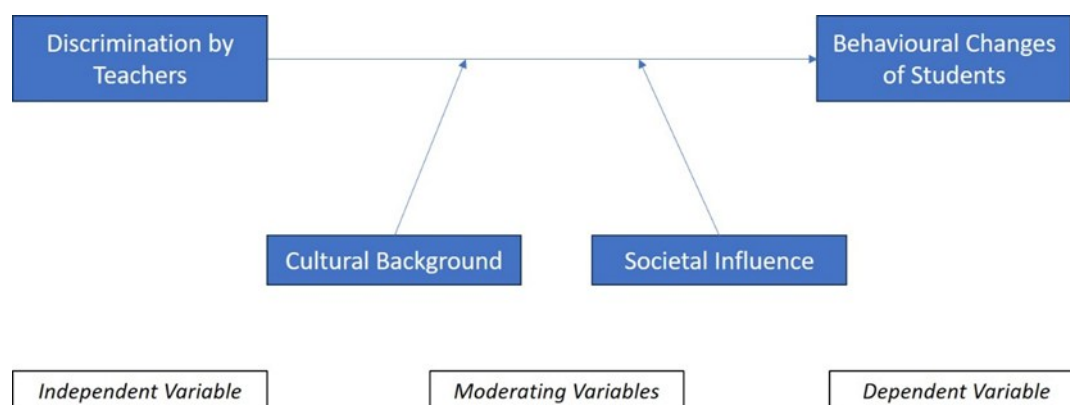 Discrimination by
Teachers
Behavioural Changes
of Students
Cultural Background
Societal Influence
Independent Variable
Moderating Variables
Dependent Variable